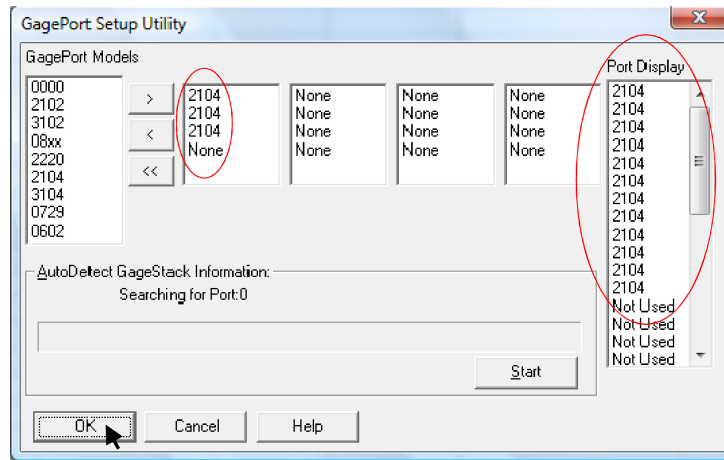 GagePort Setup Utility
GagePort Models
Port Display
0000
2102
3102
08xx
2220
2104
3104
0729
0602
>
<
<<
2104
2104
2104
None
None
None
None
None
None
None
None
None
None
None
None
None
2104
2104
2104
2104
2104
2104
2104
2104
2104
2104
2104
2104
Not Used
Not Used
Not Used
Not Used
AutoDetect GageStack Information:
Searching for Port:0
Start
OK
Cancel
Help